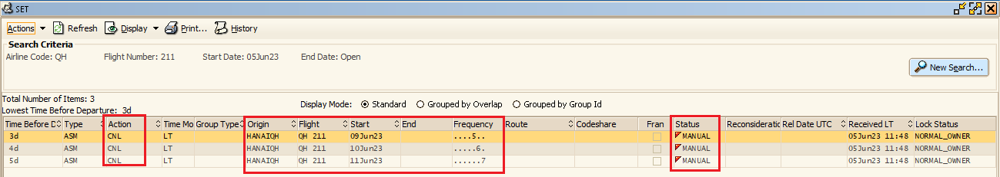 SET
Actions Refresh Display Print... History
Search Criteria
Airline Code: QH Flight Number: 211 Start Date: 05Jun23 End Date: Open
New Search...
Total Number of Items: 3
Display Mode: Standard Grouped by Overlap Grouped by Group Id
Lowest Time Before Departure: 3d
Time Before D Type Action Time Mo Group Type Origin Flight Start End Frequency Route Codeshare Fran Status Reconsideratic Rel Date UTC Received LT Lock Status
3d ASM CNL LT HANAIQH QH 211 09Jun23 ....5.. MANUAL 05Jun23 11:48 NORMAL_OWNER
4d ASM CNL LT HANAIQH QH 211 10Jun23 .....6. MANUAL 05Jun23 11:48 NORMAL_OWNER
5d ASM CNL LT HANAIQH QH 211 11Jun23 ......7 MANUAL 05Jun23 11:48 NORMAL_OWNER